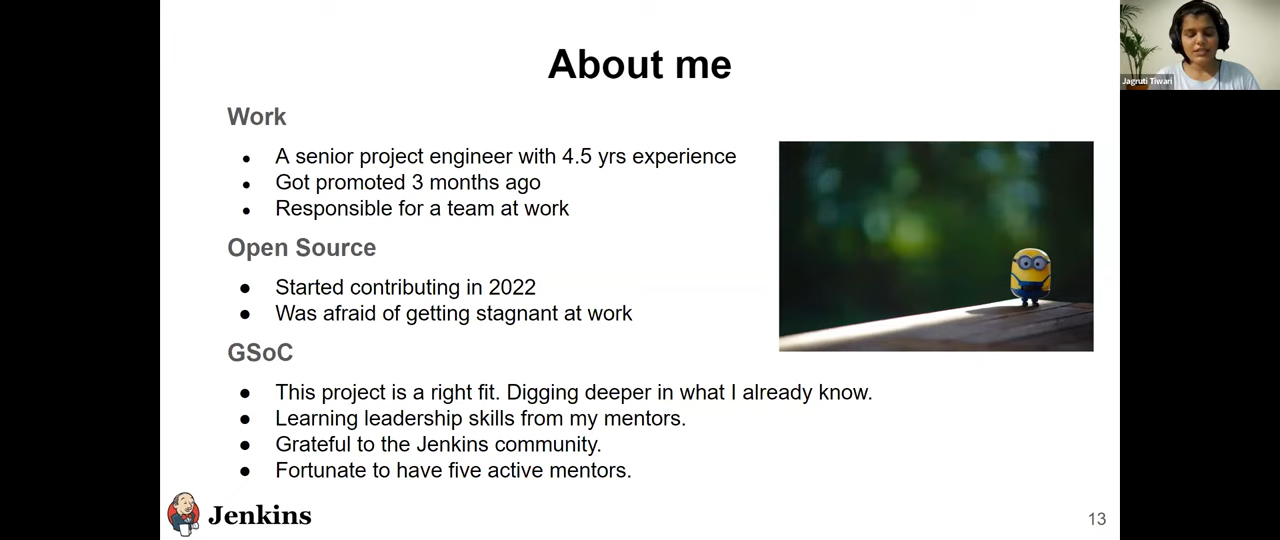 About me
Work
● A senior project engineer with 4.5 yrs experience
● Got promoted 3 months ago
● Responsible for a team at work
Open Source
● Started contributing in 2022
● Was afraid of getting stagnant at work
GSoC
● This project is a right fit. Digging deeper in what I already know.
● Learning leadership skills from my mentors.
● Grateful to the Jenkins community.
● Fortunate to have five active mentors.
Jenkins
13
Jagruti Tiwari